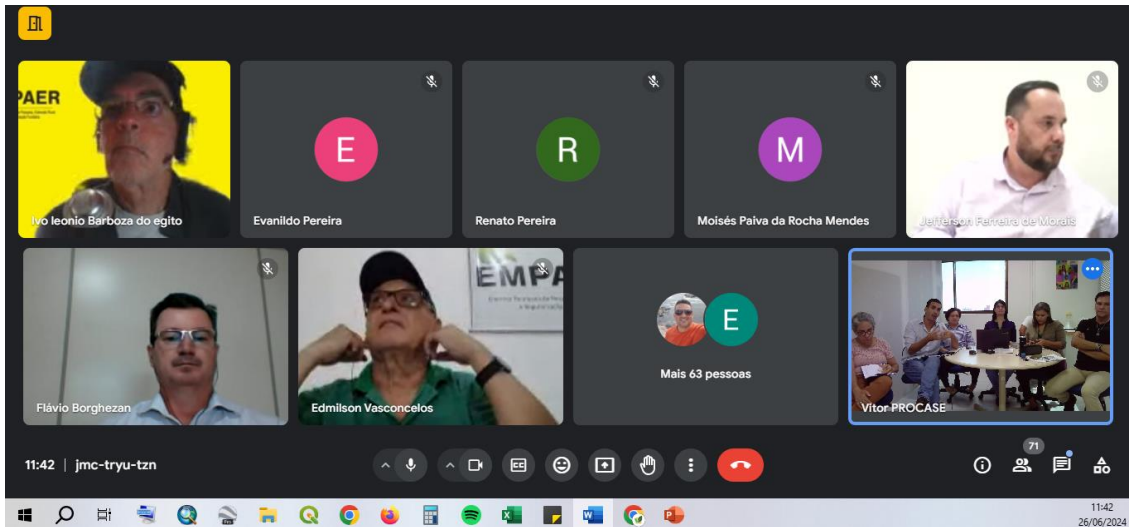 PAER
Ivo leonio Barboza do egito
E
Evanildo Pereira
R
Renato Pereira
M
Moisés Paiva da Rocha Mendes
Jefferson Ferreira de Morais
Flávio Borghezan
EMPA
Edmilson Vasconcelos
E
Mais 63 pessoas
Vitor PROCASE
11:42 | jmc-tryu-tzn
CC
71
11:42
26/06/2024